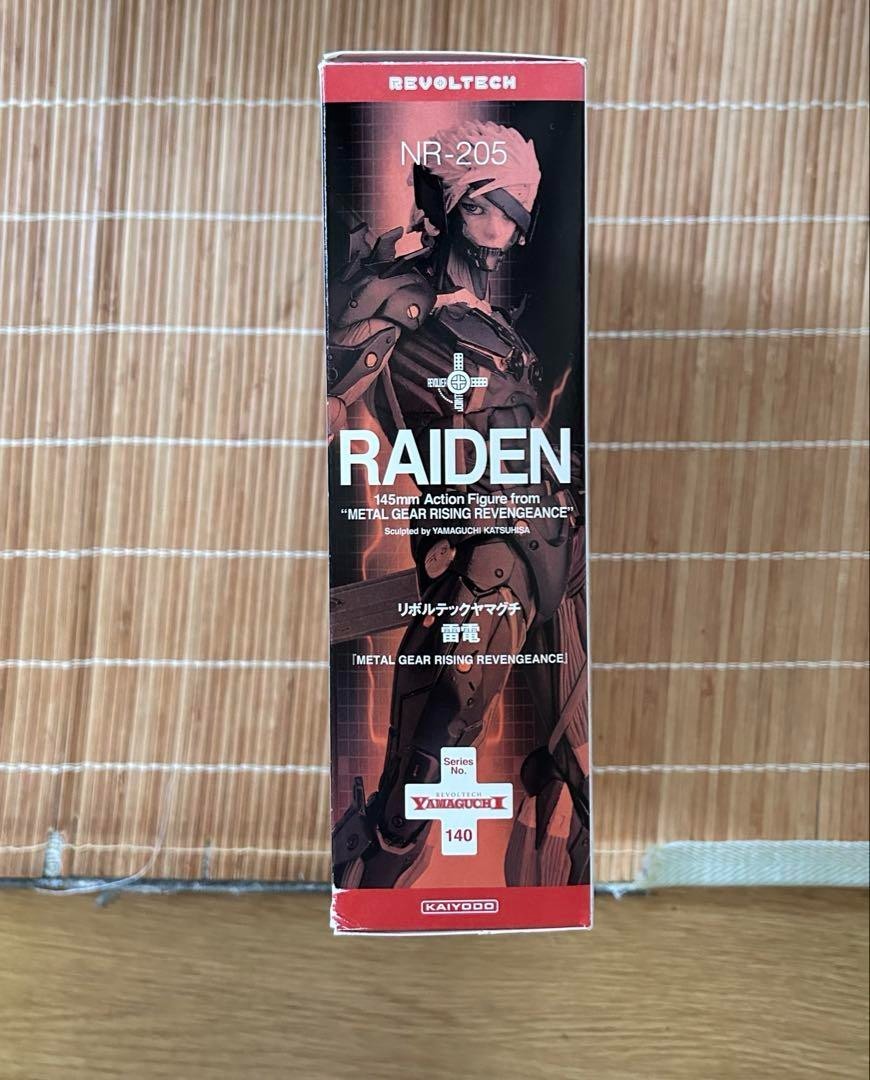 REVOLTECH
NR-205
REVOLVER
JOINT
RAIDEN
145mm Action Figure from
“METAL GEAR RISING REVENGEANCE”
Sculpted by YAMAGUCHI KATSUHISA
リボルテックヤマグチ
雷電
『METAL GEAR RISING REVENGEANCE』
Series
No.
REVOLTECH
YAMAGUCHI
140
KAIYODO